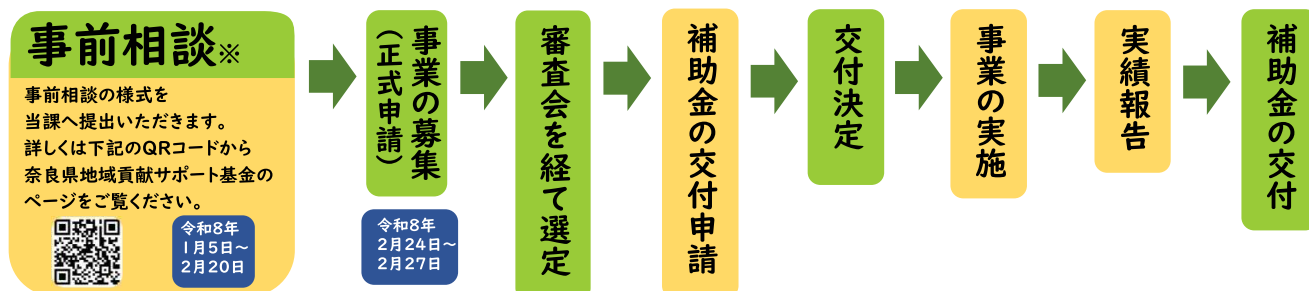 事前相談※
事前相談の様式を
当課へ提出いただきます。
詳しくは下記のQRコードから
奈良県地域貢献サポート基金の
ページをご覧ください。
令和8年
1月5日～
2月20日
事業の募集
（正式申請）
令和8年
2月24日～
2月27日
審査会を経て選定
補助金の交付申請
交付決定
事業の実施
実績報告
補助金の交付